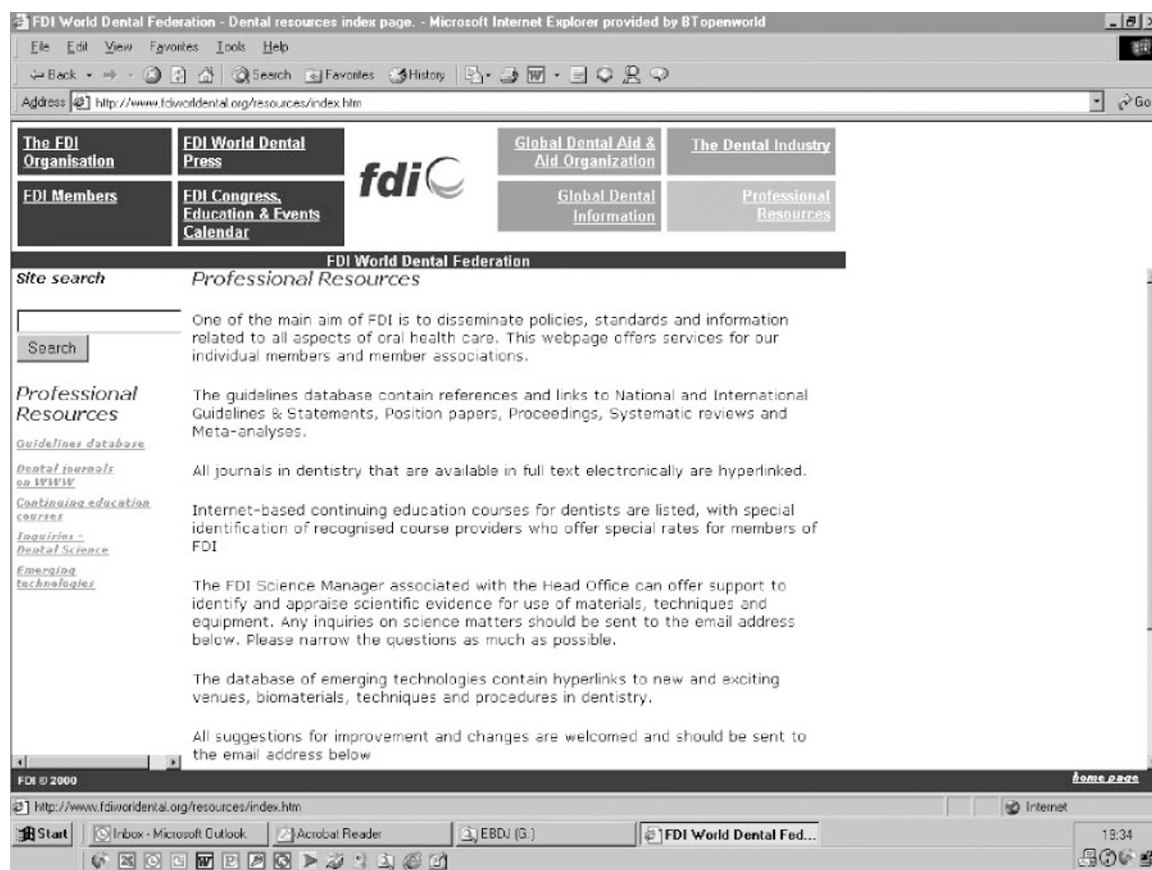 FDI World Dental Federation - Dental resources index page. - Microsoft Internet Explorer provided by BTopenworld
File Edit View Favorites Tools Help
Back Search Favorites History
Address http://www.fdiworldental.org/resources/index.htm Go
The FDI
Organisation
FDI World Dental
Press
fdi
Global Dental Aid &
Aid Organization
The Dental Industry
FDI Members
FDI Congress,
Education & Events
Calendar
Global Dental
Information
Professional
Resources
FDI World Dental Federation
Site search
Search
Professional
Resources
Guidelines database
Dental journals
on WWW
Continuing education
courses
Inquiries -
Dental Science
Emerging
technologies
Professional Resources
One of the main aim of FDI is to disseminate policies, standards and information
related to all aspects of oral health care. This webpage offers services for our
individual members and member associations.
The guidelines database contain references and links to National and International
Guidelines & Statements, Position papers, Proceedings, Systematic reviews and
Meta-analyses.
All journals in dentistry that are available in full text electronically are hyperlinked.
Internet-based continuing education courses for dentists are listed, with special
identification of recognised course providers who offer special rates for members of
FDI
The FDI Science Manager associated with the Head Office can offer support to
identify and appraise scientific evidence for use of materials, techniques and
equipment. Any inquiries on science matters should be sent to the email address
below. Please narrow the questions as much as possible.
The database of emerging technologies contain hyperlinks to new and exciting
venues, biomaterials, techniques and procedures in dentistry.
All suggestions for improvement and changes are welcomed and should be sent to
the email address below
FDI © 2000 home page
http://www.fdiworldental.org/resources/index.htm Internet
Start Inbox - Microsoft Outlook Acrobat Reader EBDJ (G:) FDI World Dental Fed... 19:34